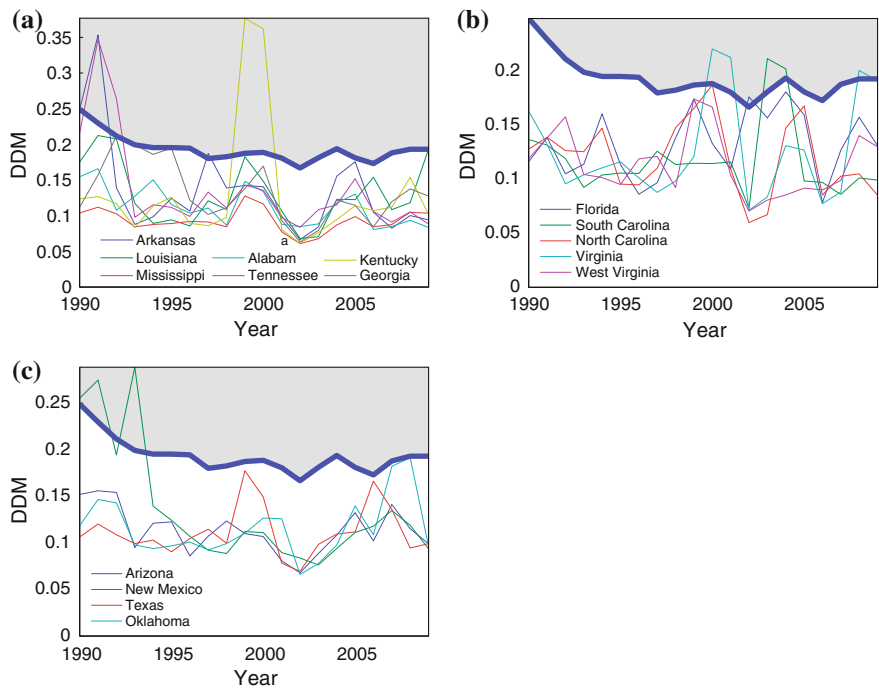 (a)
0.35
0.3
0.25
0.2
0.15
0.1
0.05
0
DDM
Arkansas
Louisiana
Mississippi
a
Alabam
Tennessee
Kentucky
Georgia
1990
1995
2000
2005
Year
(b)
0.2
0.15
0.1
0.05
0
DDM
Florida
South Carolina
North Carolina
Virginia
West Virginia
1990
1995
2000
2005
Year
(c)
0.25
0.2
0.15
0.1
0.05
0
DDM
Arizona
New Mexico
Texas
Oklahoma
1990
1995
2000
2005
Year